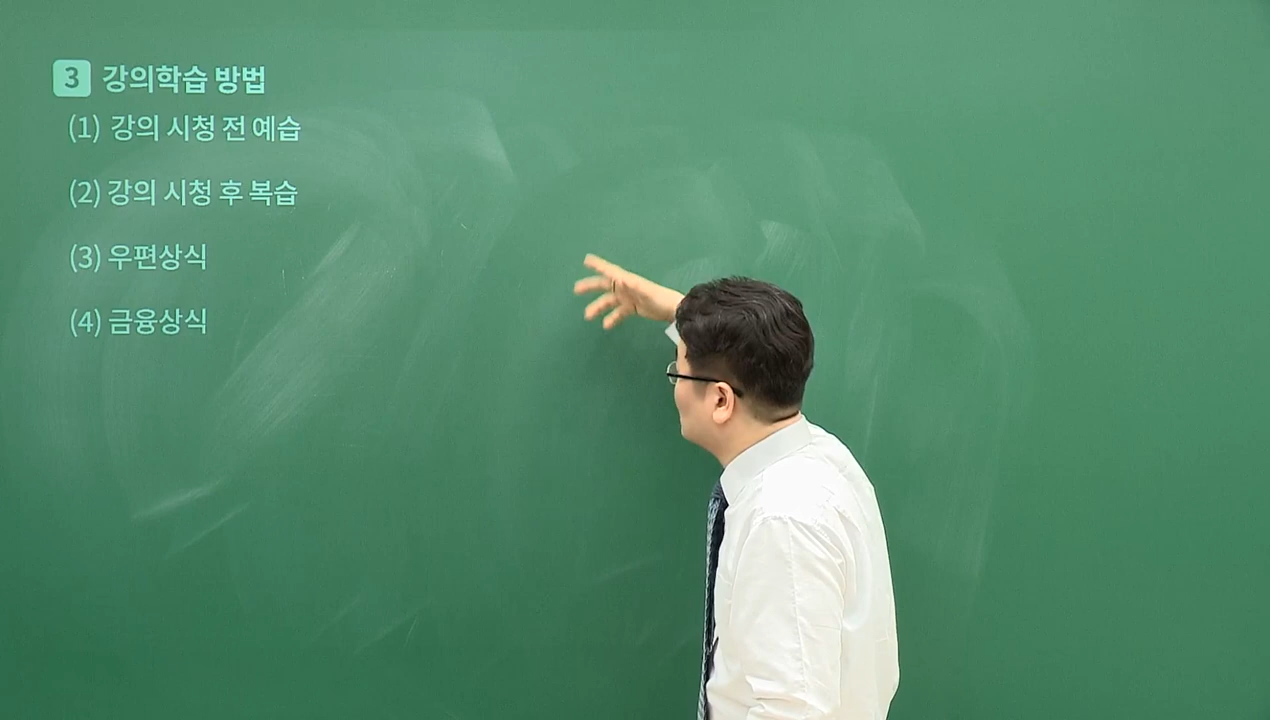 3 강의학습 방법
(1) 강의 시청 전 예습
(2) 강의 시청 후 복습
(3) 우편상식
(4) 금융상식